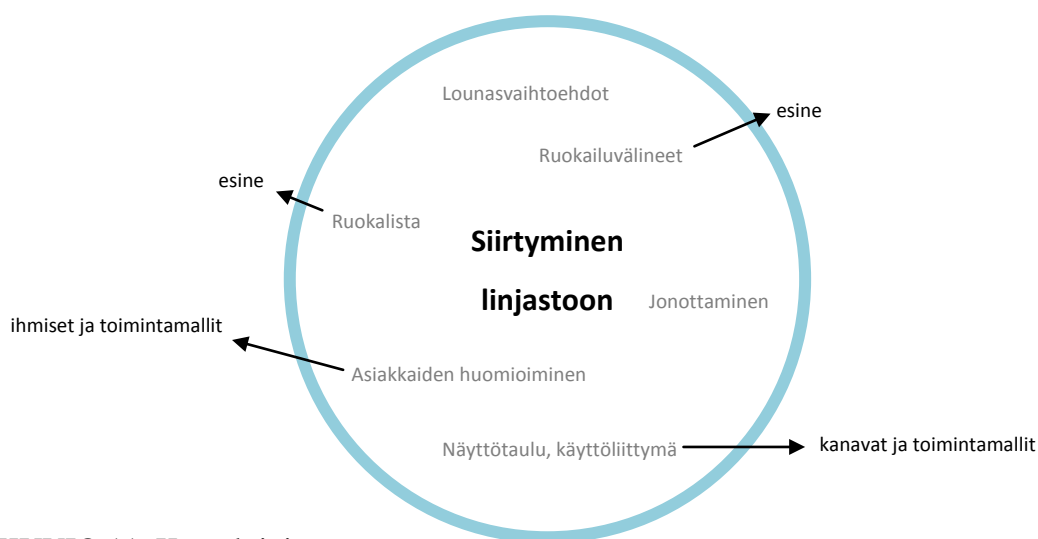 Lounasvaihtoehdot
esine
Ruokailuvälineet
esine
Ruokalista
Siirtyminen
linjastoon
Jonottaminen
ihmiset ja toimintamallit
Asiakkaiden huomioiminen
Näyttötaulu, käyttöliittymä
kanavat ja toimintamallit